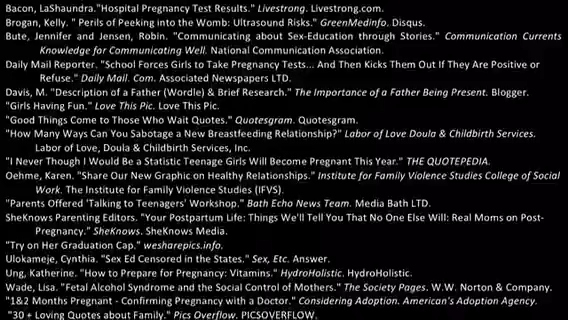 Bacon, LaShaundra."Hospital Pregnancy Test Results." Livestrong. Livestrong.com.
Brogan, Kelly. " Perils of Peeking into the Womb: Ultrasound Risks." GreenMedinfo. Disqus.
Bute, Jennifer and Jensen, Robin. "Communicating about Sex-Education through Stories." Communication Currents
Knowledge for Communicating Well. National Communication Association.
Daily Mail Reporter. "School Forces Girls to Take Pregnancy Tests... And Then Kicks Them Out If They Are Positive or
Refuse." Daily Mail. Com. Associated Newspapers LTD.
Davis, M. "Description of a Father (Wordle) & Brief Research." The Importance of a Father Being Present. Blogger.
"Girls Having Fun." Love This Pic. Love This Pic.
"Good Things Come to Those Who Wait Quotes." Quotesgram. Quotesgram.
"How Many Ways Can You Sabotage a New Breastfeeding Relationship?" Labor of Love Doula & Childbirth Services.
Labor of Love, Doula & Childbirth Services, Inc.
"I Never Though I Would Be a Statistic Teenage Girls Will Become Pregnant This Year." THE QUOTEPEDIA.
Oehme, Karen. "Share Our New Graphic on Healthy Relationships." Institute for Family Violence Studies College of Social
Work. The Institute for Family Violence Studies (IFVS).
"Parents Offered 'Talking to Teenagers' Workshop." Bath Echo News Team. Media Bath LTD.
SheKnows Parenting Editors. "Your Postpartum Life: Things We'll Tell You That No One Else Will: Real Moms on Post-
Pregnancy." SheKnows. SheKnows Media.
"Try on Her Graduation Cap." wesharepics.info.
Ulokameje, Cynthia. "Sex Ed Censored in the States." Sex, Etc. Answer.
Ung, Katherine. "How to Prepare for Pregnancy: Vitamins." HydroHolistic. HydroHolistic.
Wade, Lisa. "Fetal Alcohol Syndrome and the Social Control of Mothers." The Society Pages. W.W. Norton & Company.
"1&2 Months Pregnant - Confirming Pregnancy with a Doctor." Considering Adoption. American's Adoption Agency.
"30 + Loving Quotes about Family." Pics Overflow. PICSOVERFLOW.